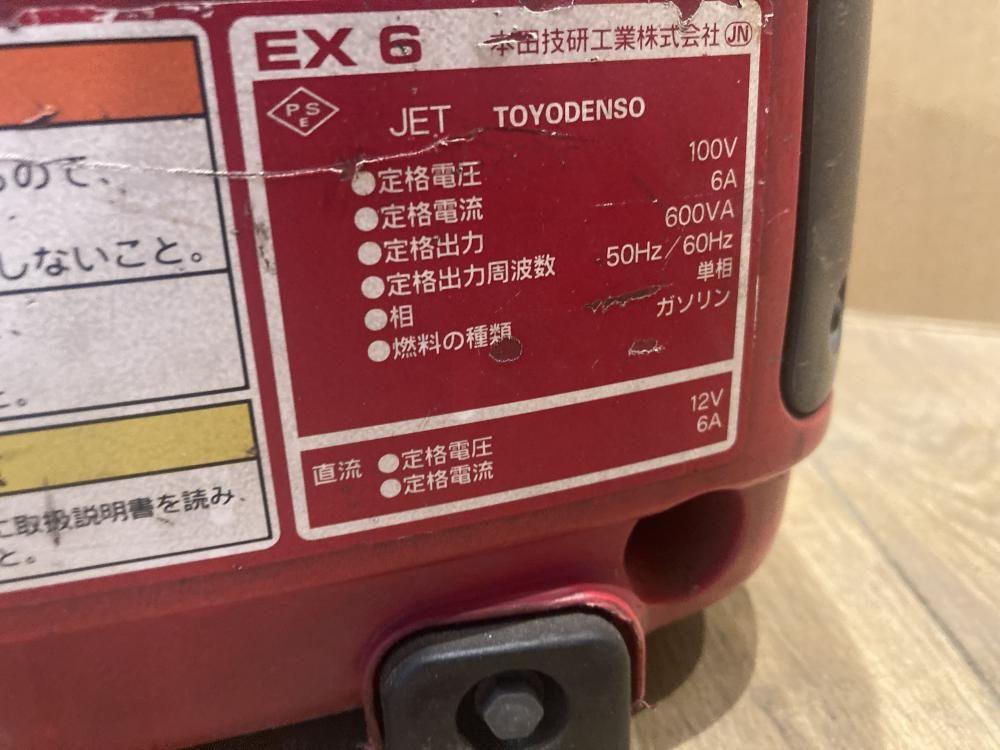 EX 6 本田技研工業株式会社 JN
PSE JET TOYODENSO
●定格電圧 100V
●定格電流 6A
●定格出力 600VA
●定格出力周波数 50Hz/60Hz
●相 単相
●燃料の種類 ガソリン
直流 ●定格電圧 12V
●定格電流 6A
ので、
しないこと。
。
に取扱説明書を読み
と。